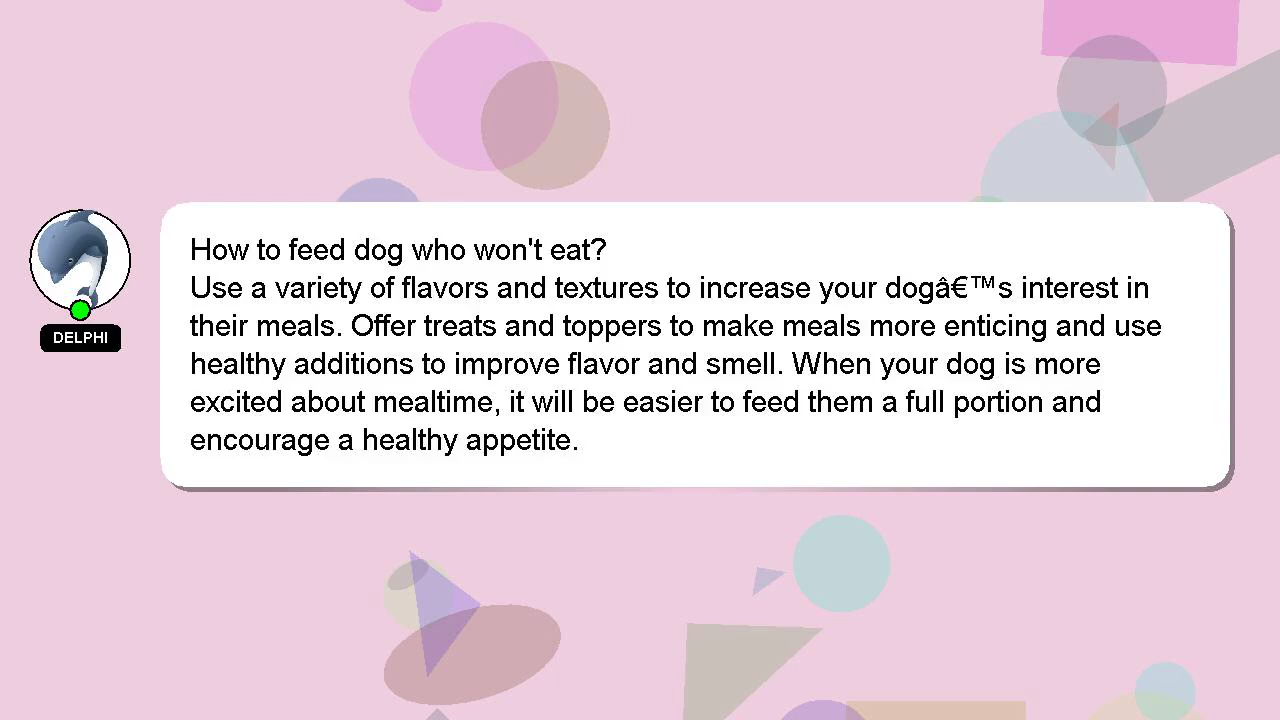 How to feed dog who won't eat?
Use a variety of flavors and textures to increase your dogâ€™s interest in
their meals. Offer treats and toppers to make meals more enticing and use
healthy additions to improve flavor and smell. When your dog is more
excited about mealtime, it will be easier to feed them a full portion and
encourage a healthy appetite.
DELPHI